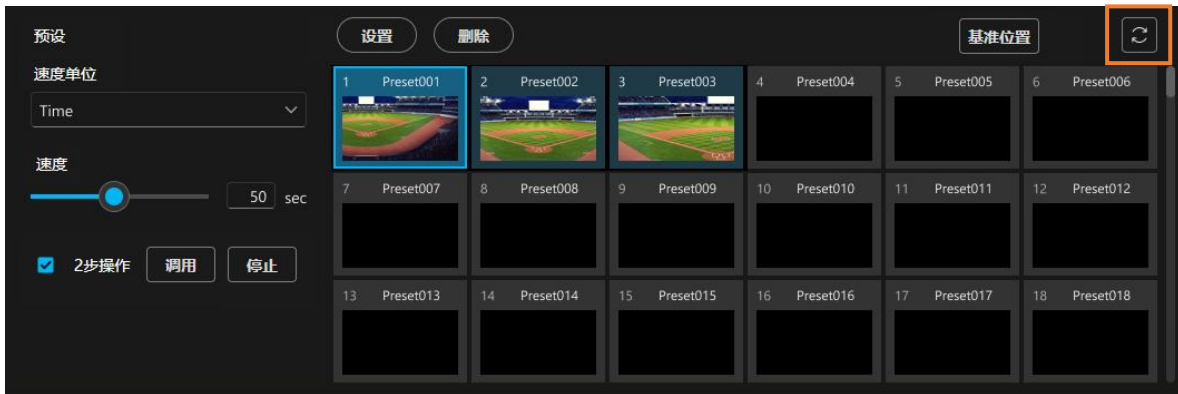 预设
设置 删除 基准位置
速度单位
Time
速度
50 sec
2步操作 调用 停止
1 Preset001 2 Preset002 3 Preset003 4 Preset004 5 Preset005 6 Preset006
7 Preset007 8 Preset008 9 Preset009 10 Preset010 11 Preset011 12 Preset012
13 Preset013 14 Preset014 15 Preset015 16 Preset016 17 Preset017 18 Preset018